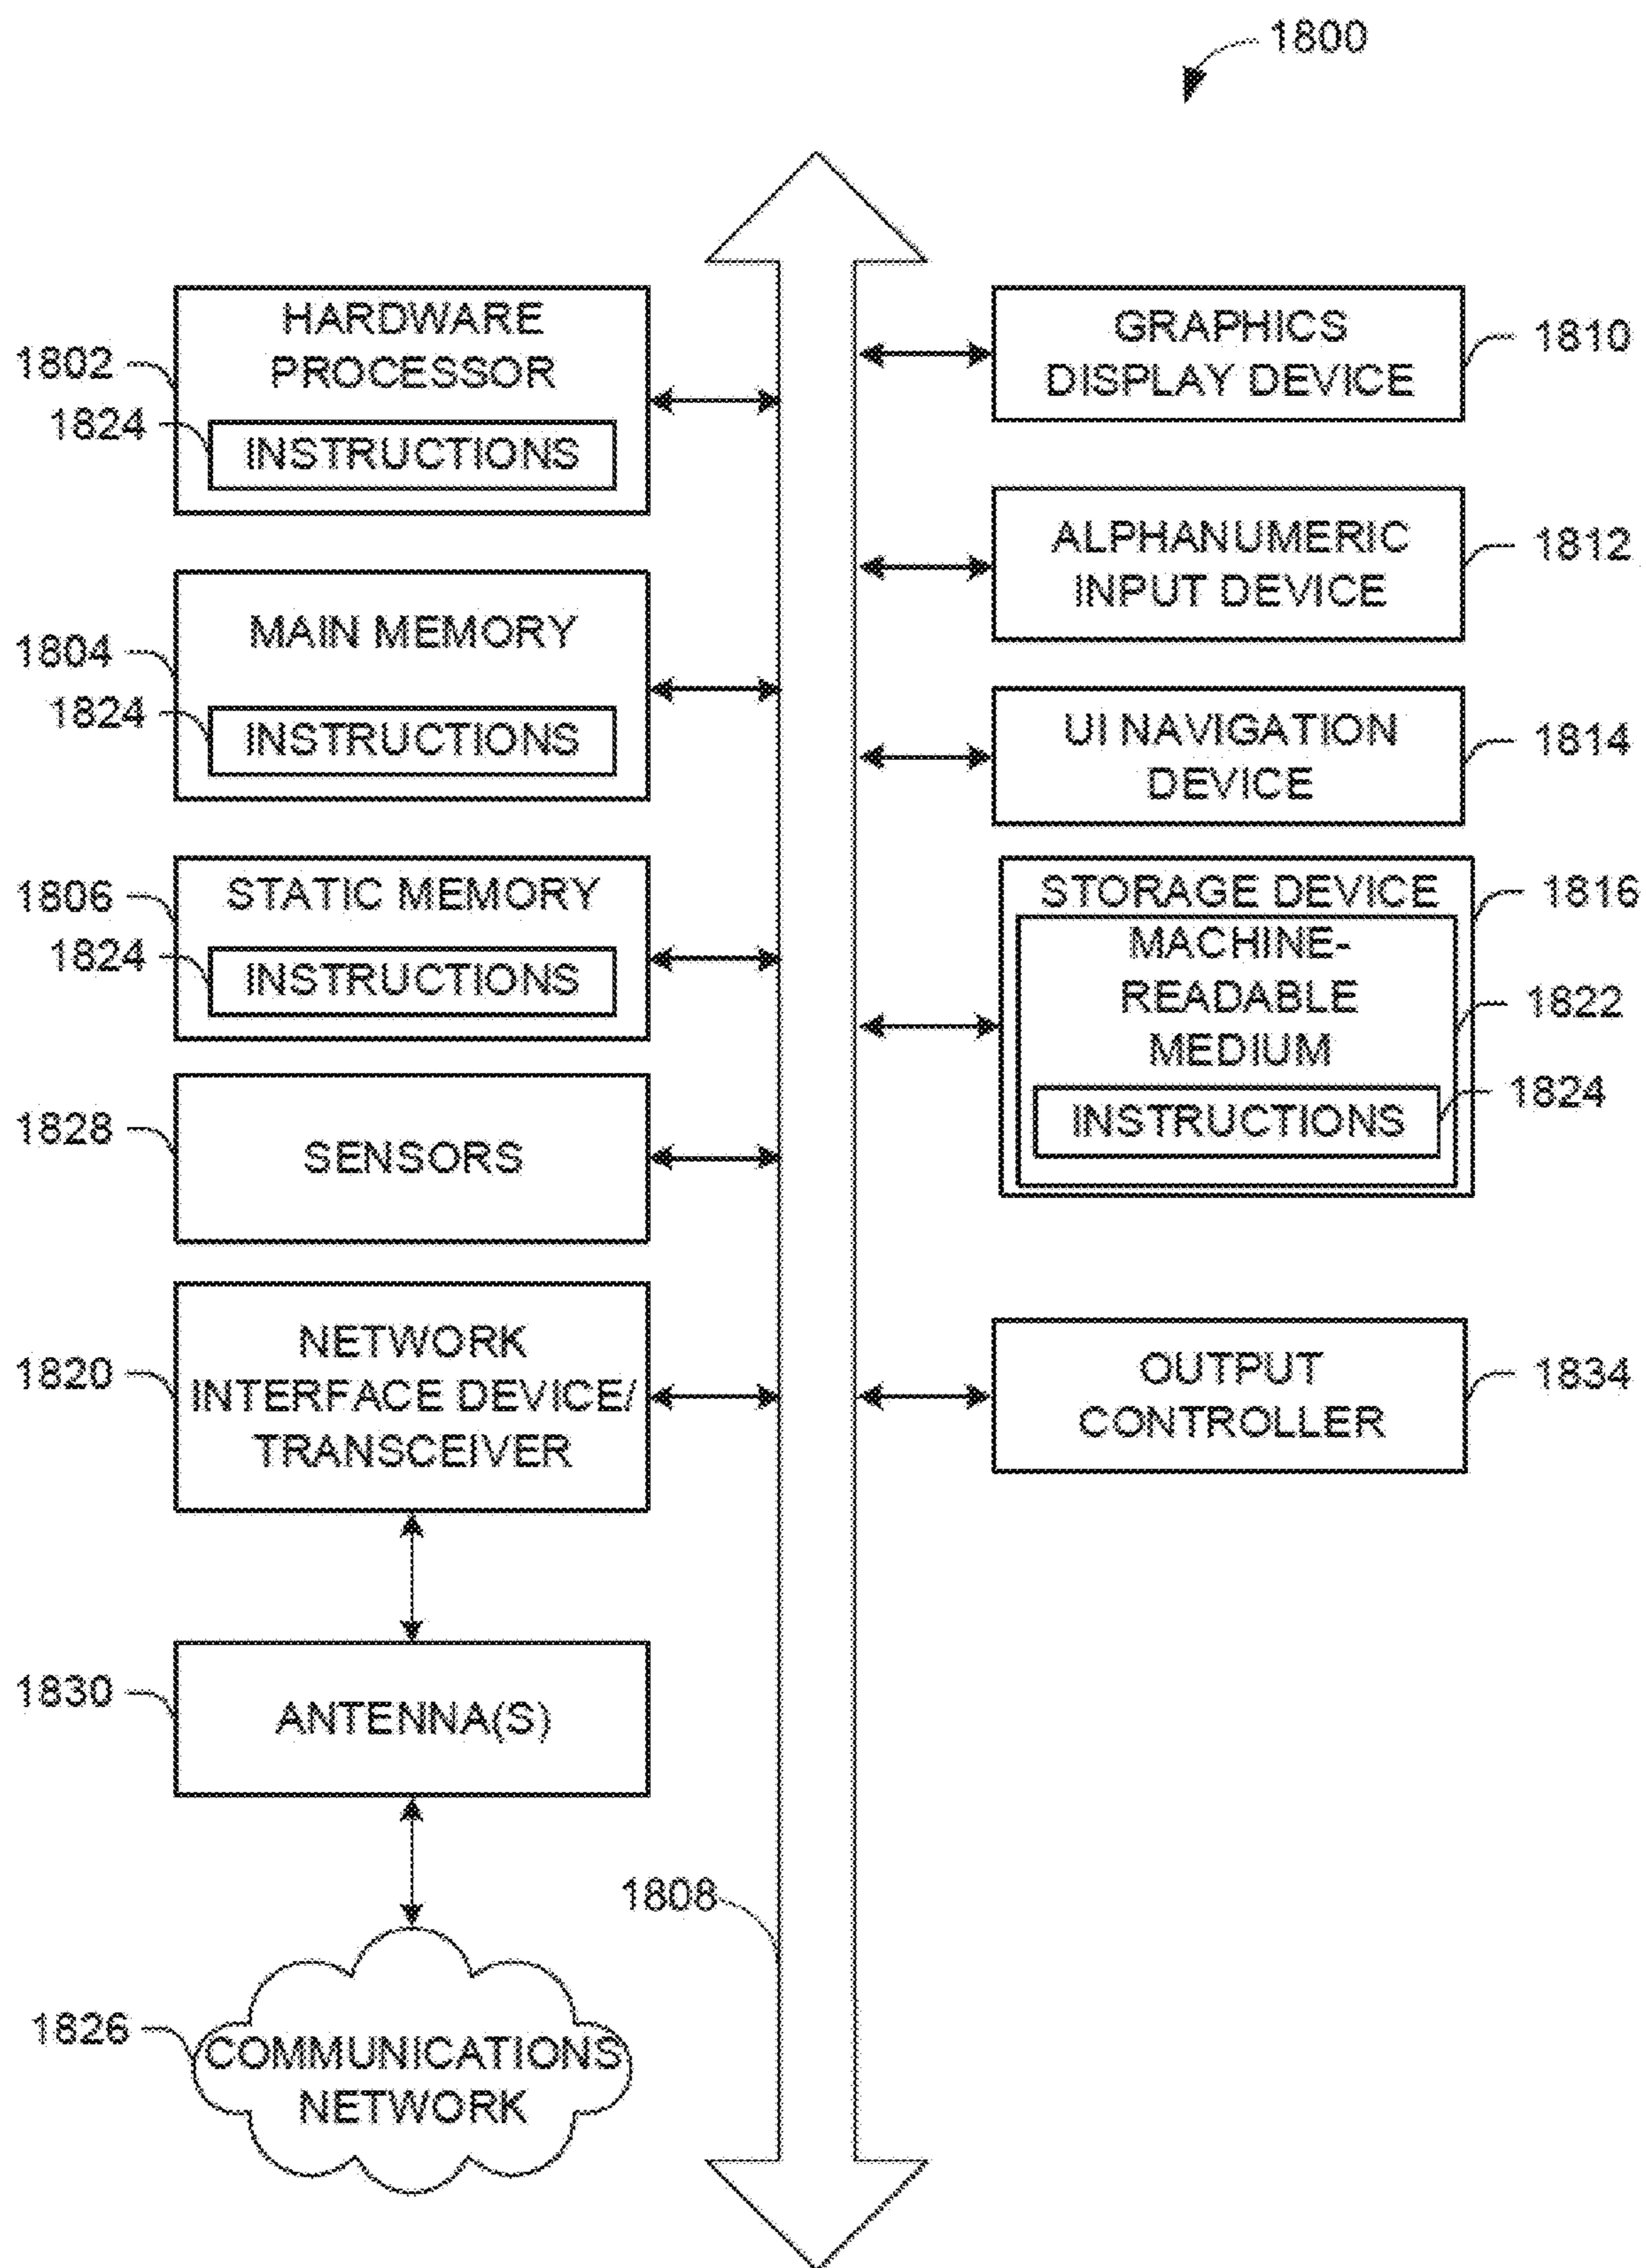 1800
HARDWARE
PROCESSOR
1802
1824
INSTRUCTIONS
MAIN MEMORY
1804
1824
INSTRUCTIONS
STATIC MEMORY
1806
1824
INSTRUCTIONS
1828
SENSORS
NETWORK
INTERFACE DEVICE/
TRANSCEIVER
1820
1830
ANTENNA(S)
1808
1826
COMMUNICATIONS
NETWORK
GRAPHICS
DISPLAY DEVICE
1810
ALPHANUMERIC
INPUT DEVICE
1812
UI NAVIGATION
DEVICE
1814
STORAGE DEVICE
1816
MACHINE-
READABLE
MEDIUM
1822
INSTRUCTIONS
1824
OUTPUT
CONTROLLER
1834